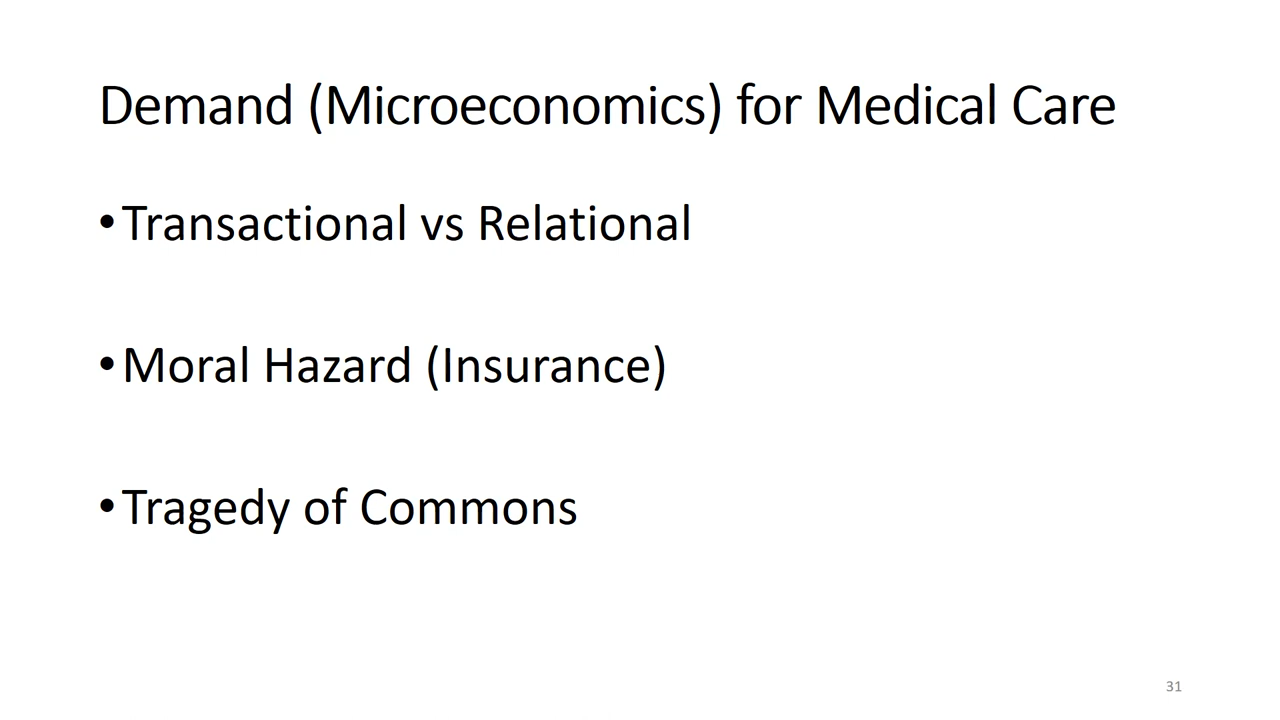 Demand (Microeconomics) for Medical Care
•Transactional vs Relational
•Moral Hazard (Insurance)
•Tragedy of Commons
31